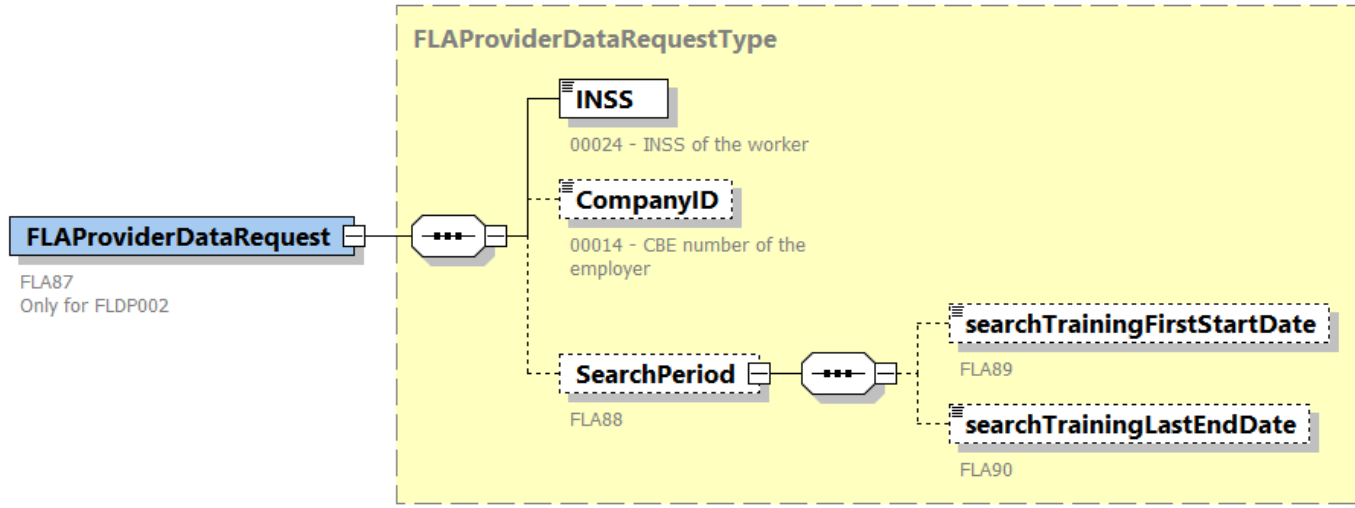 FLAProviderDataRequestType
INSS
00024 - INSS of the worker
CompanyID
00014 - CBE number of the
employer
FLAProviderDataRequest
FLA87
Only for FLDP002
SearchPeriod
FLA88
searchTrainingFirstStartDate
FLA89
searchTrainingLastEndDate
FLA90